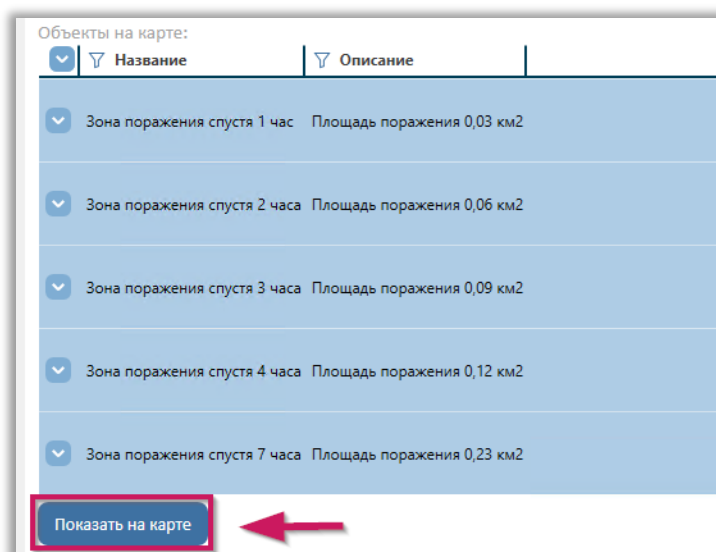 Объекты на карте:
Название Описание
Зона поражения спустя 1 час Площадь поражения 0,03 км2
Зона поражения спустя 2 часа Площадь поражения 0,06 км2
Зона поражения спустя 3 часа Площадь поражения 0,09 км2
Зона поражения спустя 4 часа Площадь поражения 0,12 км2
Зона поражения спустя 7 часа Площадь поражения 0,23 км2
Показать на карте